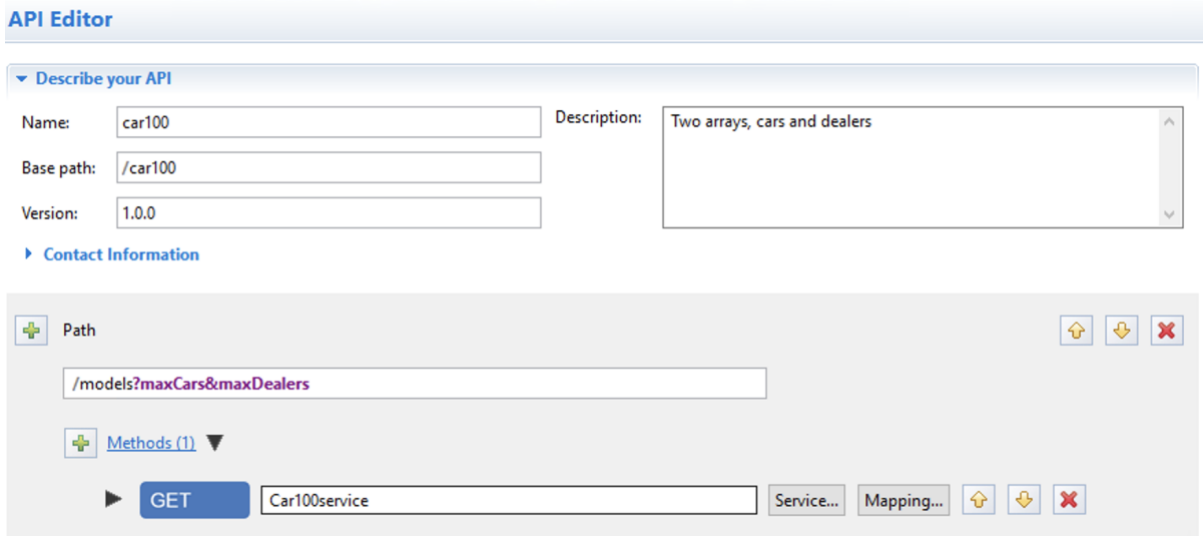 API Editor
Describe your API
Name: car100
Description: Two arrays, cars and dealers
Base path: /car100
Version: 1.0.0
Contact Information
Path
/models?maxCars&maxDealers
Methods (1)
GET Car100service Service... Mapping...